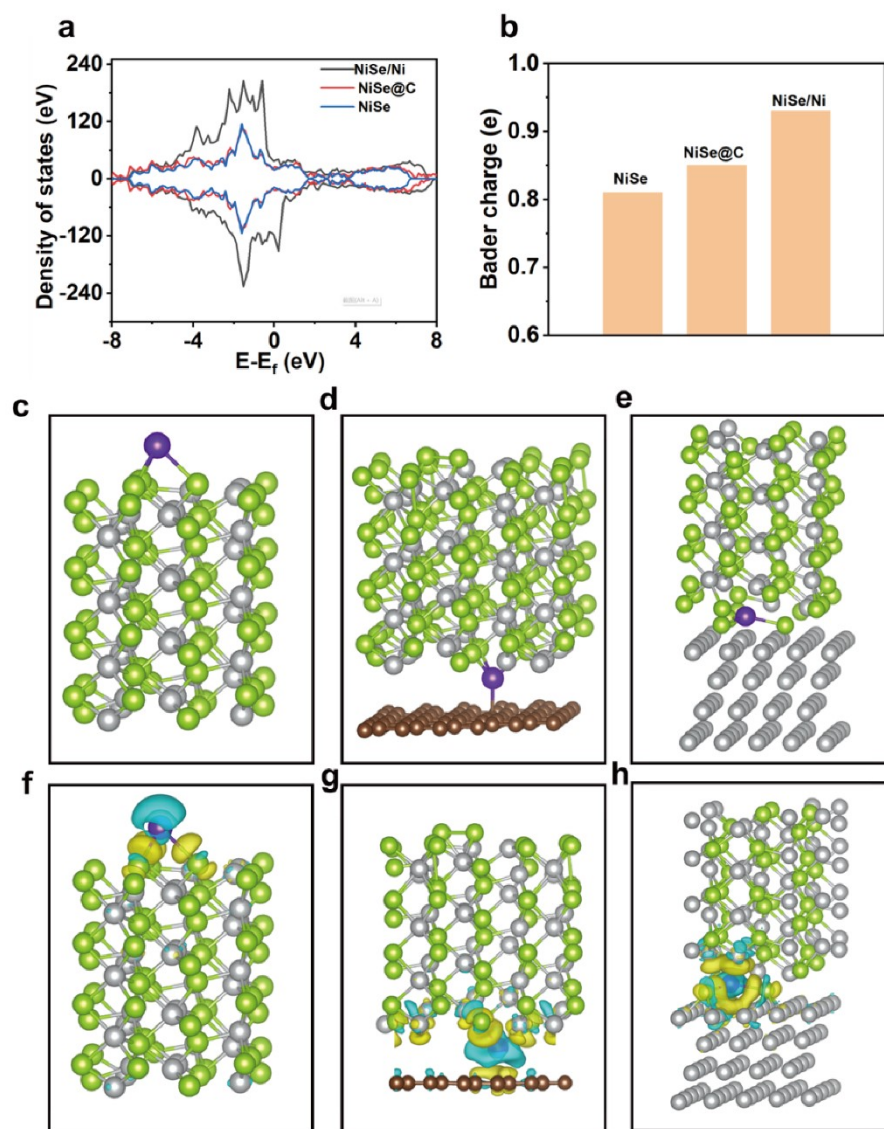 a
240
120
0
-120
-240
Density of states (eV)
NiSe/Ni
NiSe@C
NiSe
-8
-4
0
4
8
E-Ef (eV)
b
1.0
0.9
0.8
0.7
0.6
Bader charge (e)
NiSe
NiSe@C
NiSe/Ni
c
d
e
f
g
h